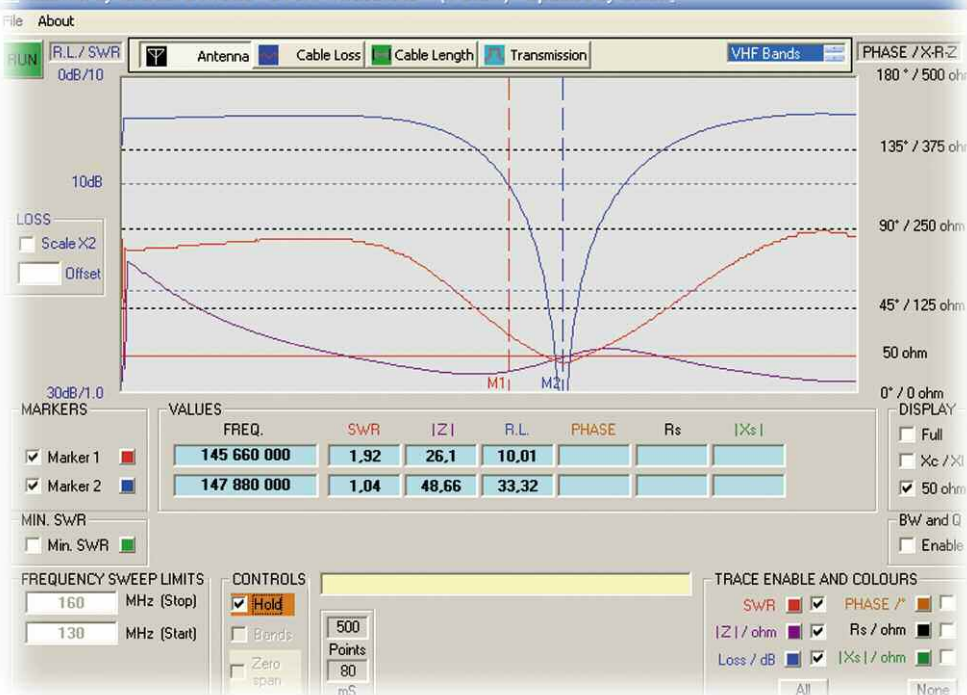 File About
RUN
R.L./ SWR
Antenna Cable Loss Cable Length Transmission
VHF Bands
PHASE / X-R-Z
0dB/10
10dB
30dB/1.0
LOSS
Scale X2
Offset
M1 M2
180 ° / 500 oh
135° / 375 oh
90° / 250 ohm
45° / 125 ohm
50 ohm
0° / 0 ohm
MARKERS
Marker 1
Marker 2
VALUES
FREQ. SWR |Z| R.L. PHASE Rs |Xs|
145 660 000 1,92 26,1 10,01
147 880 000 1,04 48,66 33,32
DISPLAY
Full
Xc / Xl
50 ohm
MIN. SWR
Min. SWR
BW and Q
Enable
FREQUENCY SWEEP LIMITS
160 MHz (Stop)
130 MHz (Start)
CONTROLS
Hold
Bands
Zero span
500
Points
80
mS
TRACE ENABLE AND COLOURS
SWR PHASE /°
|Z| / ohm Rs / ohm
Loss / dB |Xs| / ohm
All None